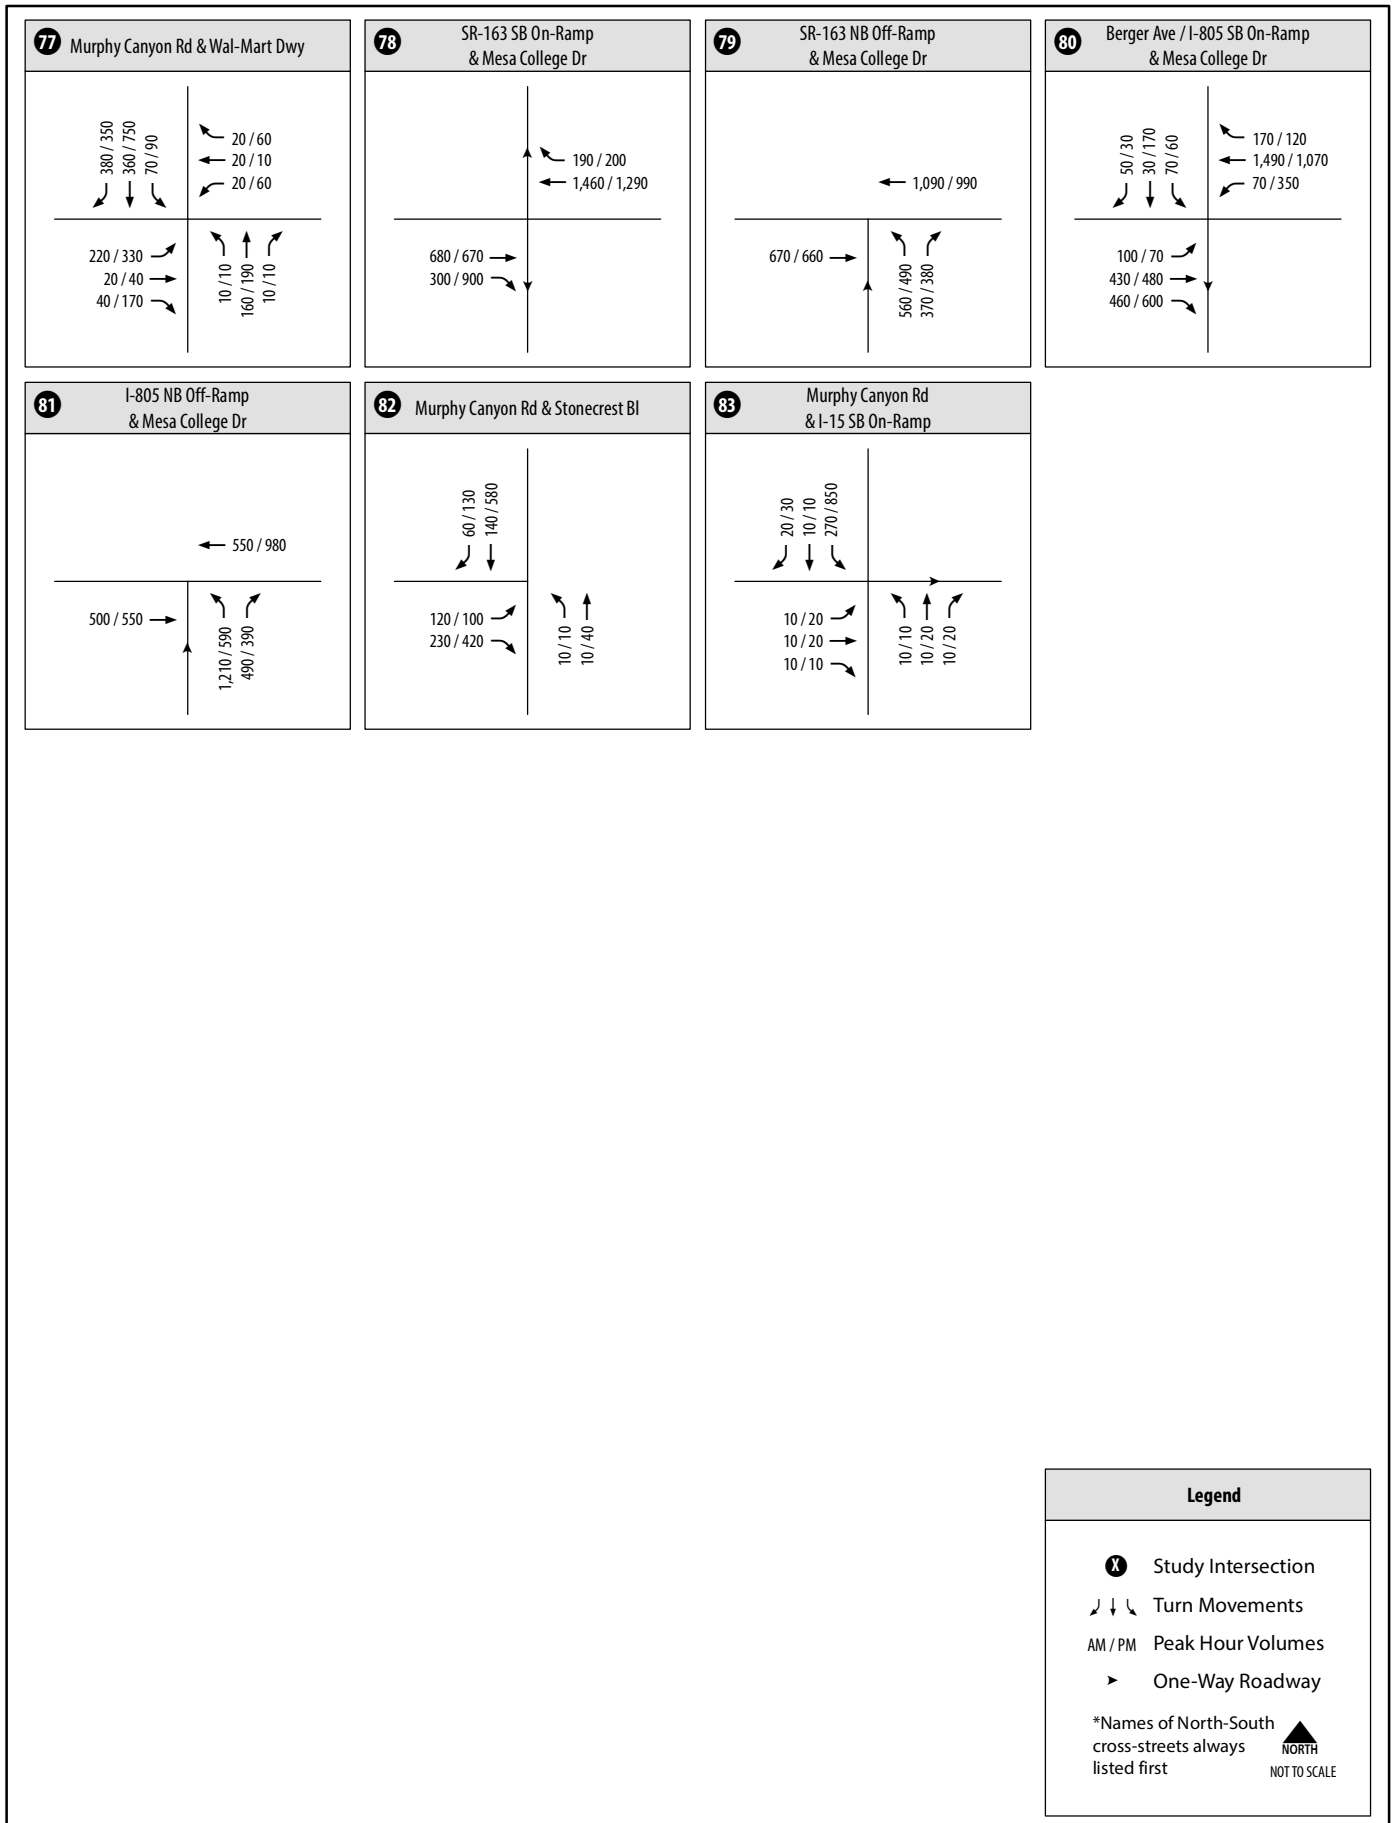 77
Murphy Canyon Rd & Wal-Mart Dwy
380 / 350
360 / 750
70 / 90
20 / 60
20 / 10
20 / 60
220 / 330
20 / 40
40 / 170
10 / 10
160 / 190
10 / 10
78
SR-163 SB On-Ramp
& Mesa College Dr
190 / 200
1,460 / 1,290
680 / 670
300 / 900
79
SR-163 NB Off-Ramp
& Mesa College Dr
1,090 / 990
670 / 660
560 / 490
370 / 380
80
Berger Ave / I-805 SB On-Ramp
& Mesa College Dr
50 / 30
30 / 170
70 / 60
170 / 120
1,490 / 1,070
70 / 350
100 / 70
430 / 480
460 / 600
81
I-805 NB Off-Ramp
& Mesa College Dr
550 / 980
500 / 550
1,210 / 590
490 / 390
82
Murphy Canyon Rd & Stonecrest Bl
60 / 130
140 / 580
120 / 100
230 / 420
10 / 10
10 / 40
83
Murphy Canyon Rd
& I-15 SB On-Ramp
20 / 30
10 / 10
270 / 850
10 / 20
10 / 20
10 / 10
10 / 10
10 / 20
10 / 20
Legend
X Study Intersection
Turn Movements
AM / PM Peak Hour Volumes
One-Way Roadway
*Names of North-South
cross-streets always
listed first
NORTH
NOT TO SCALE